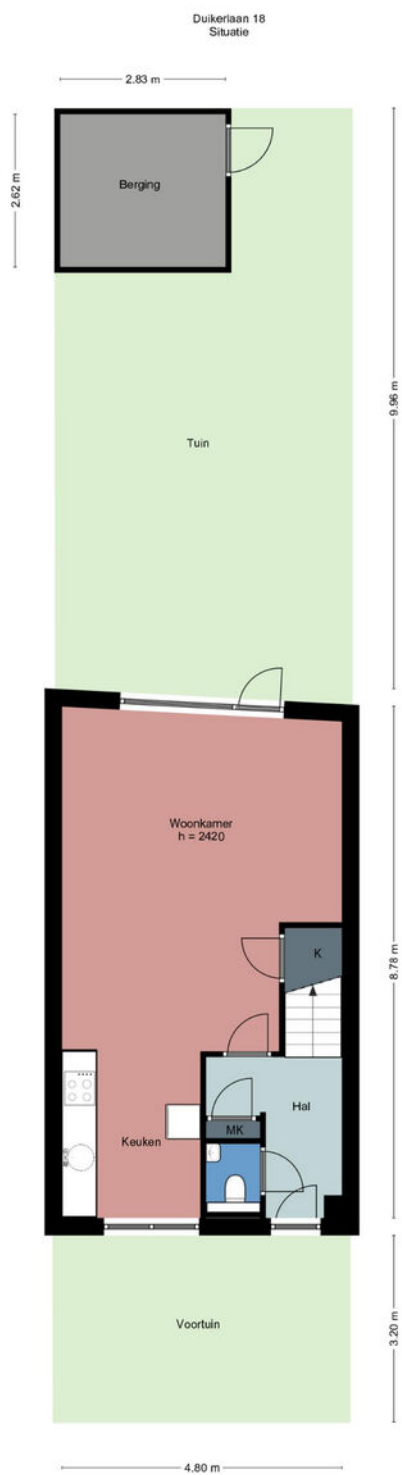 Duikerlaan 18
Situatie
2.83 m
2.62 m
Berging
9.96 m
Tuin
Woonkamer
h = 2420
8.78 m
K
Hal
MK
Keuken
Voortuin
3.20 m
4.80 m